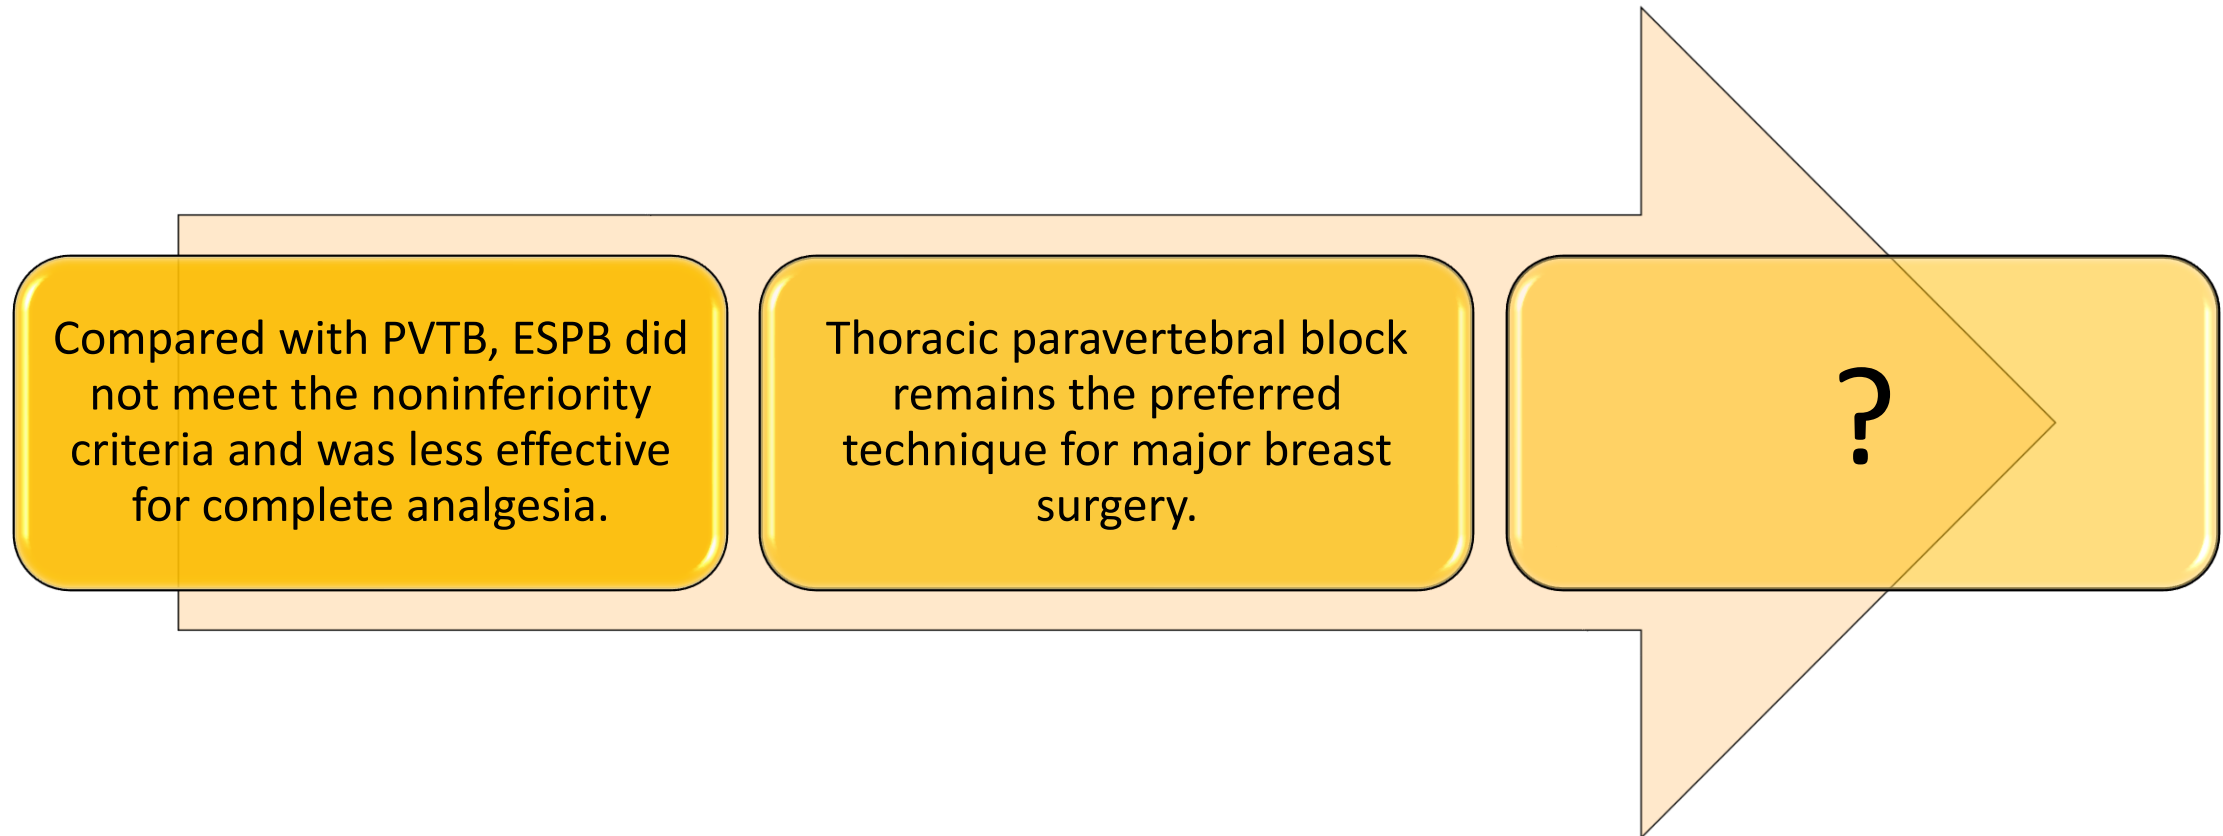 Compared with PVTB, ESPB did
not meet the noninferiority
criteria and was less effective
for complete analgesia.
Thoracic paravertebral block
remains the preferred
technique for major breast
surgery.
?